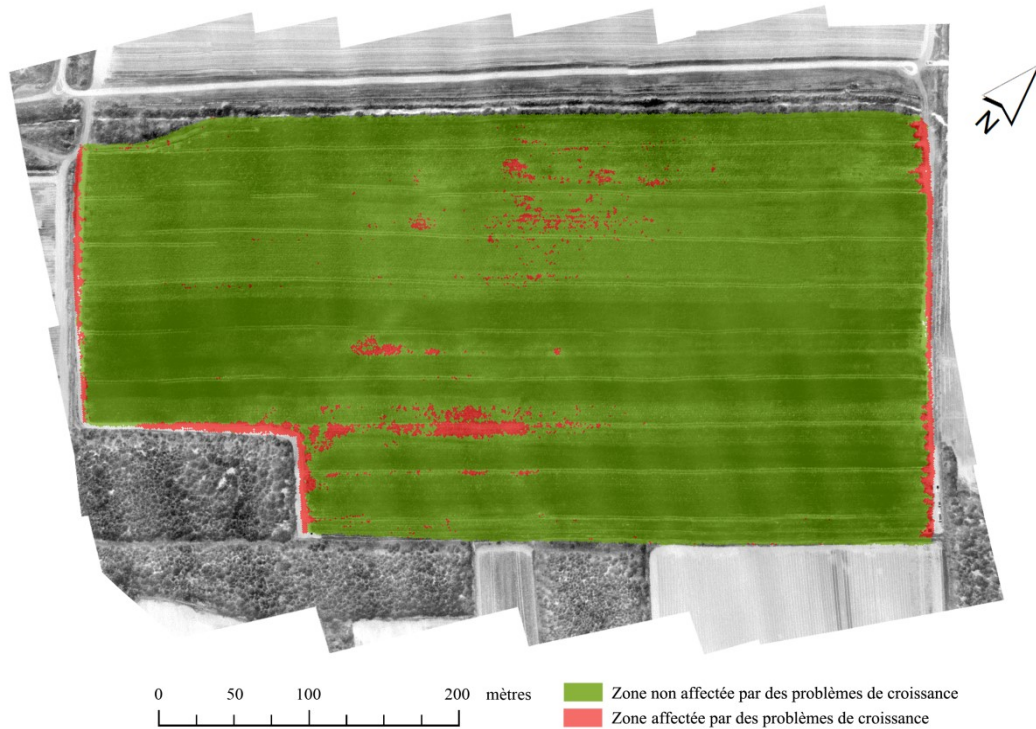 N
0 50 100 200 mètres
Zone non affectée par des problèmes de croissance
Zone affectée par des problèmes de croissance